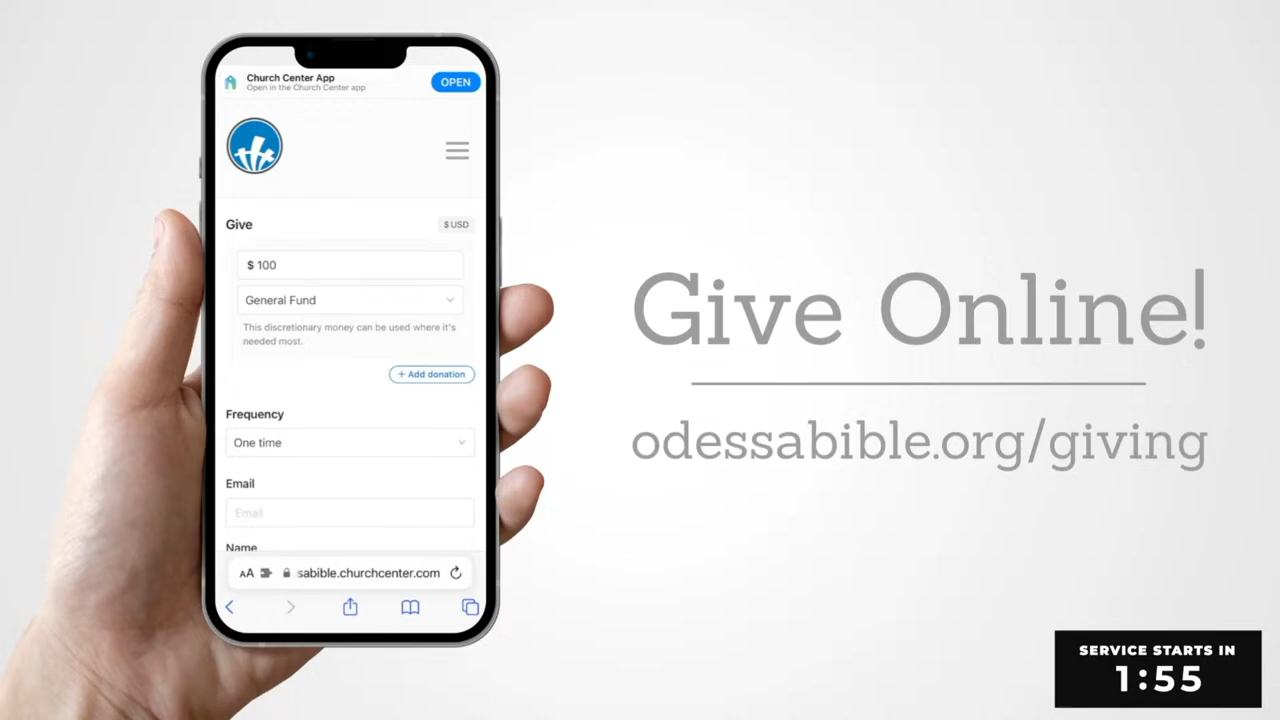 Church Center App
Open in the Church Center app
OPEN
Give
$ USD
$ 100
General Fund
This discretionary money can be used where it's
needed most.
+ Add donation
Frequency
One time
Email
Email
Name
AA
sabible.churchcenter.com
Give Online!
odessabible.org/giving
SERVICE STARTS IN
1:55